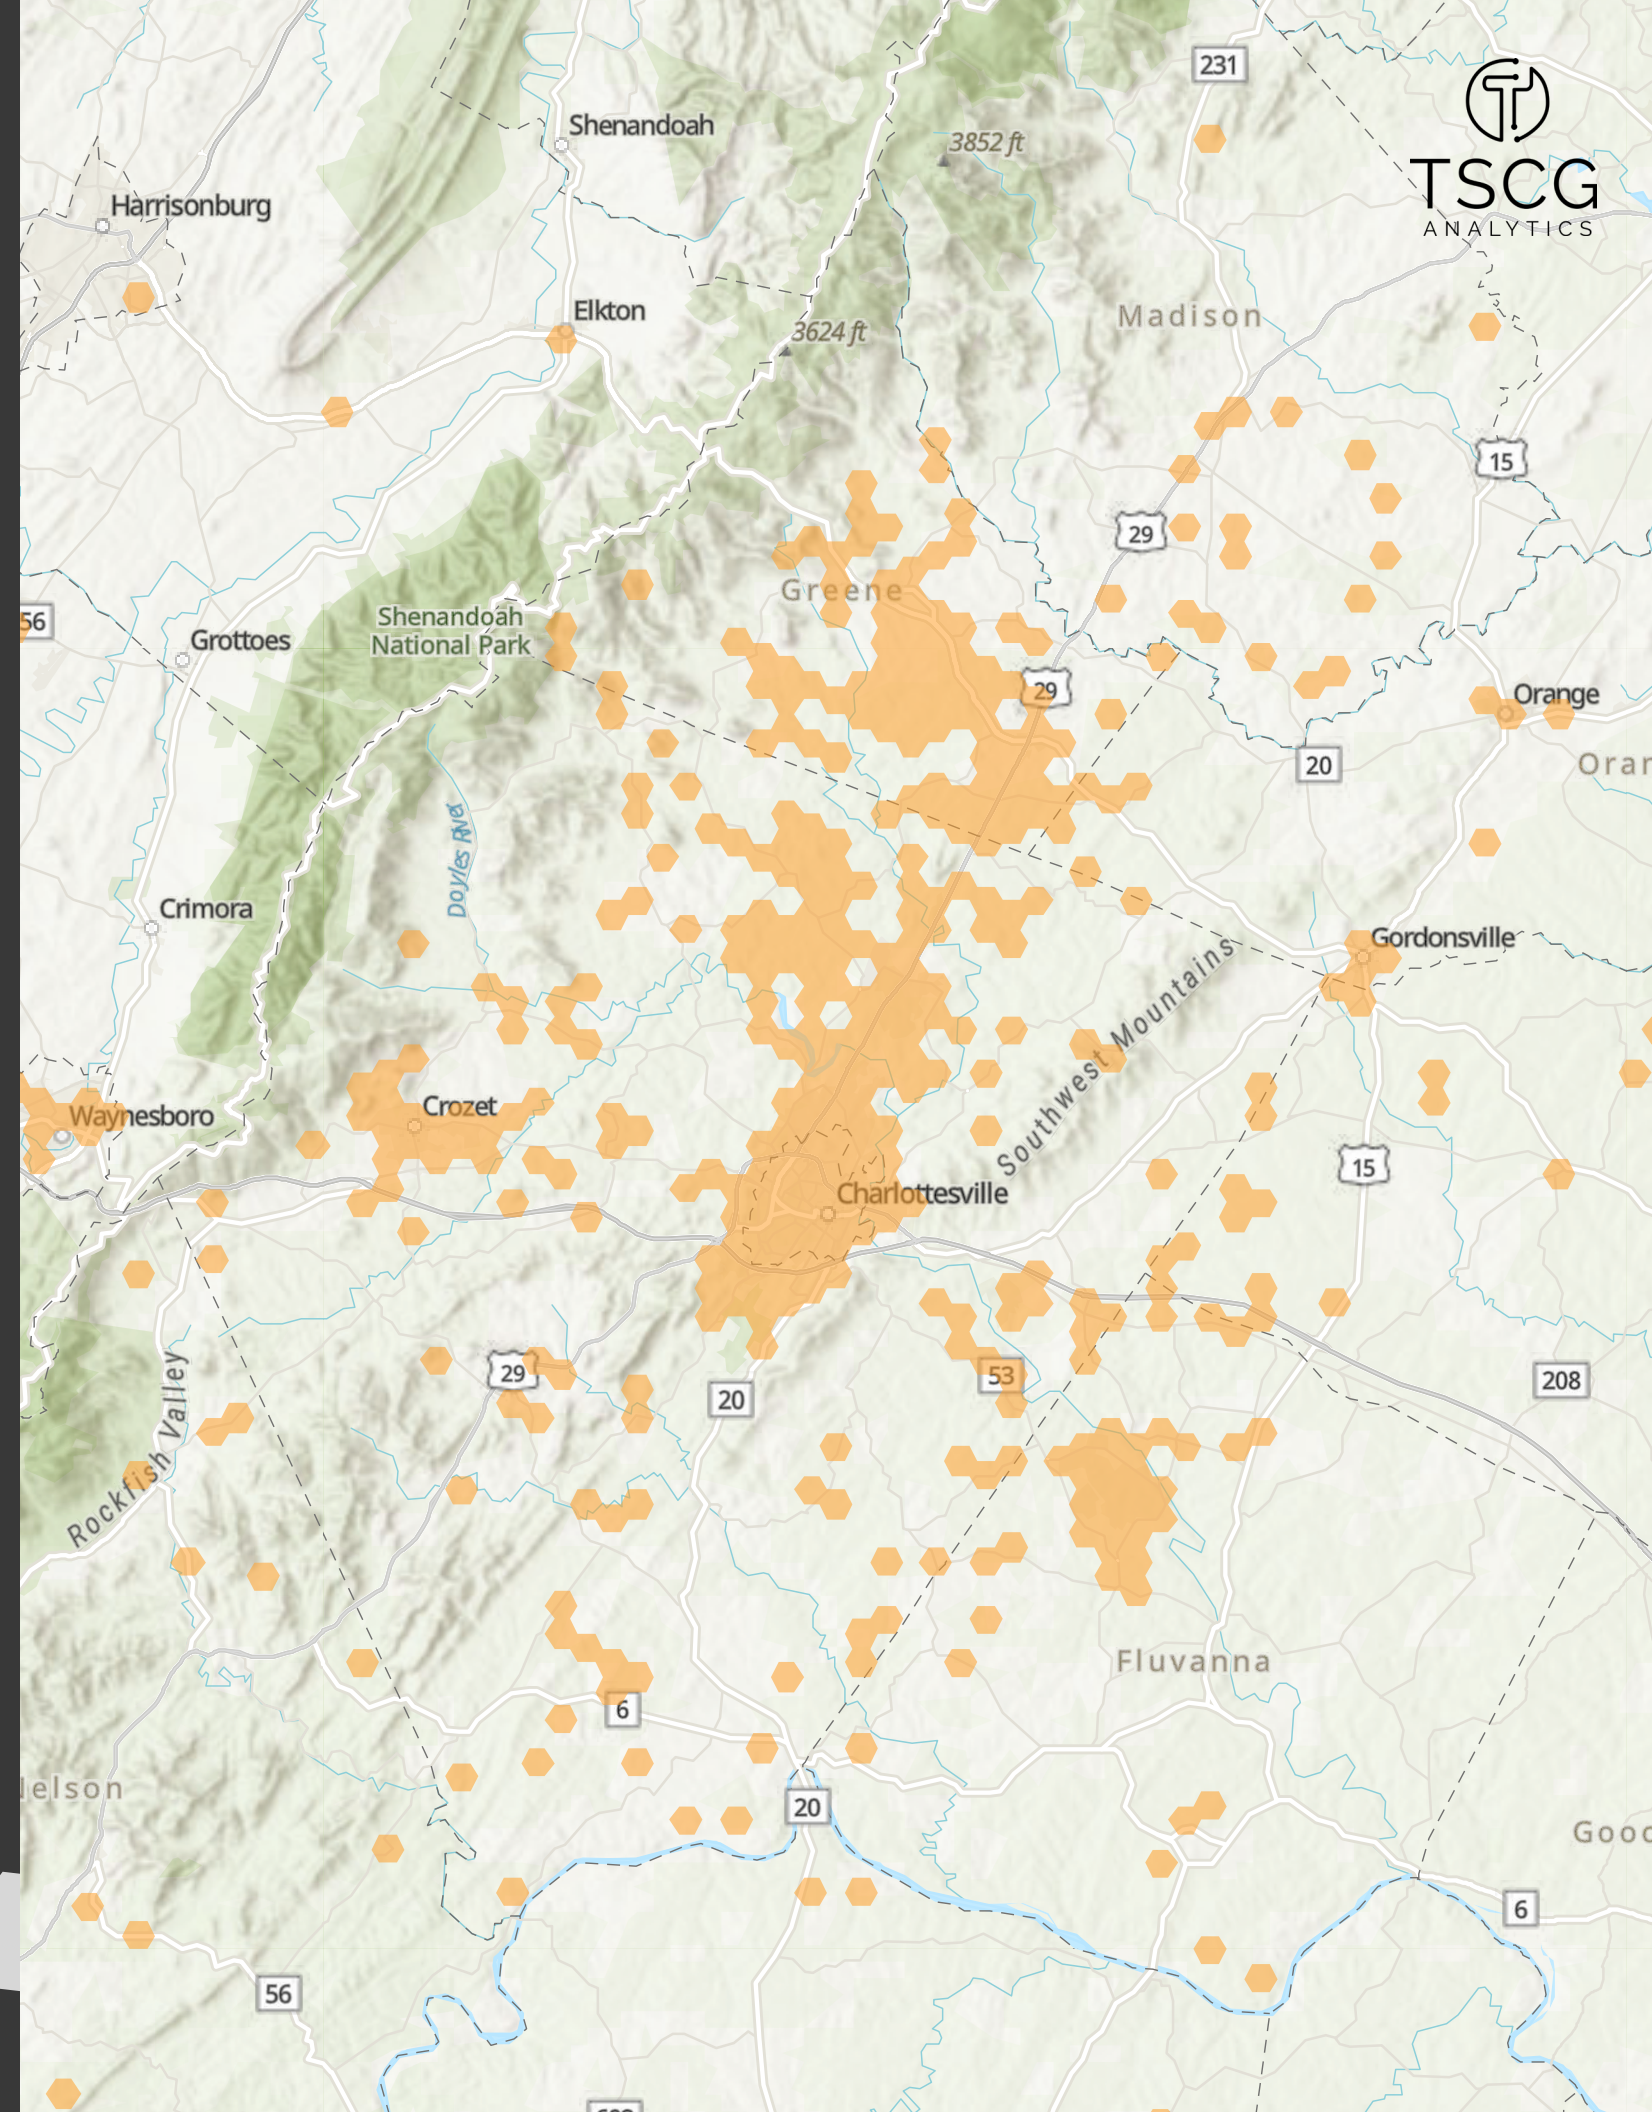 231
TSCG
ANALYTICS
Shenandoah
3852 ft
Harrisonburg
Elkton
3624 ft
Madison
15
29
Greene
Shenandoah
National Park
56
Grottoes
29
Orange
20
Oran
Doyles River
Crimora
Gordonsville
Southwest Mountains
Crozet
Waynesboro
15
Charlottesville
29
53
208
20
Rockfish Valley
Fluvanna
6
Nelson
20
Gooc
6
56